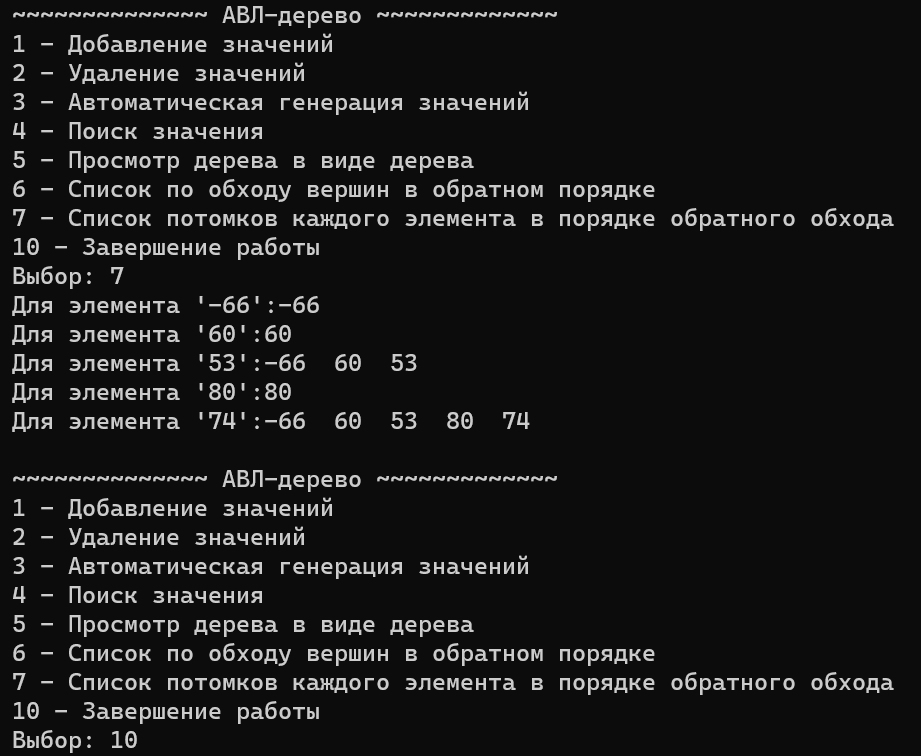 ~~~~~~~~~~~~~~ АВЛ-дерево ~~~~~~~~~~~~~
1 - Добавление значений
2 - Удаление значений
3 - Автоматическая генерация значений
4 - Поиск значения
5 - Просмотр дерева в виде дерева
6 - Список по обходу вершин в обратном порядке
7 - Список потомков каждого элемента в порядке обратного обхода
10 - Завершение работы
Выбор: 7
Для элемента '-66':-66
Для элемента '60':60
Для элемента '53':-66  60  53
Для элемента '80':80
Для элемента '74':-66  60  53  80  74
~~~~~~~~~~~~~~ АВЛ-дерево ~~~~~~~~~~~~~
1 - Добавление значений
2 - Удаление значений
3 - Автоматическая генерация значений
4 - Поиск значения
5 - Просмотр дерева в виде дерева
6 - Список по обходу вершин в обратном порядке
7 - Список потомков каждого элемента в порядке обратного обхода
10 - Завершение работы
Выбор: 10